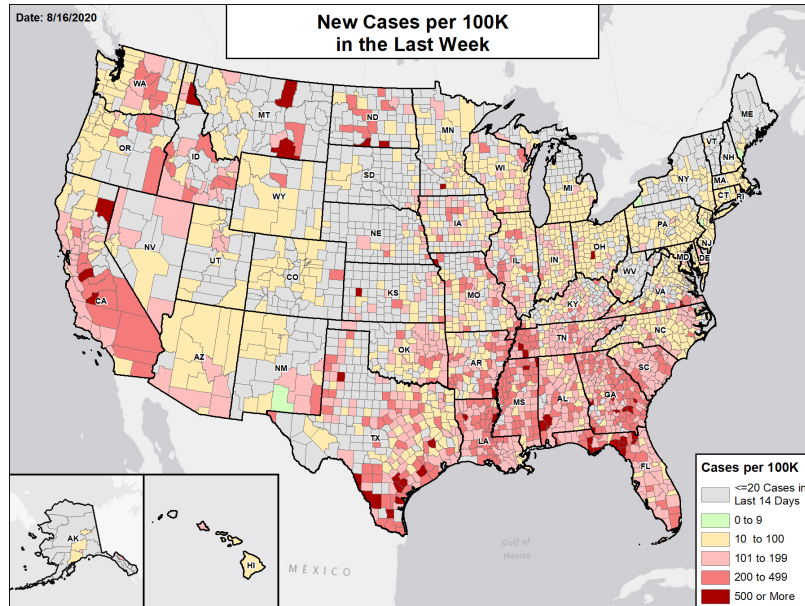 Date: 8/16/2020
New Cases per 100K
in the Last Week
WA
MT
ND
MN
ME
VT
NH
OR
ID
SD
WI
MI
NY
MA
CT
RI
WY
IA
PA
NJ
NE
NV
UT
CO
IL
IN
OH
MD
DE
WV
CA
KS
MO
KY
VA
AZ
NM
OK
AR
TN
NC
SC
MS
AL
GA
TX
LA
FL
AK
HI
MÉXICO
Gulf of
Mexico
Cases per 100K
<=20 Cases in
Last 14 Days
0 to 9
10 to 100
101 to 199
200 to 499
500 or More